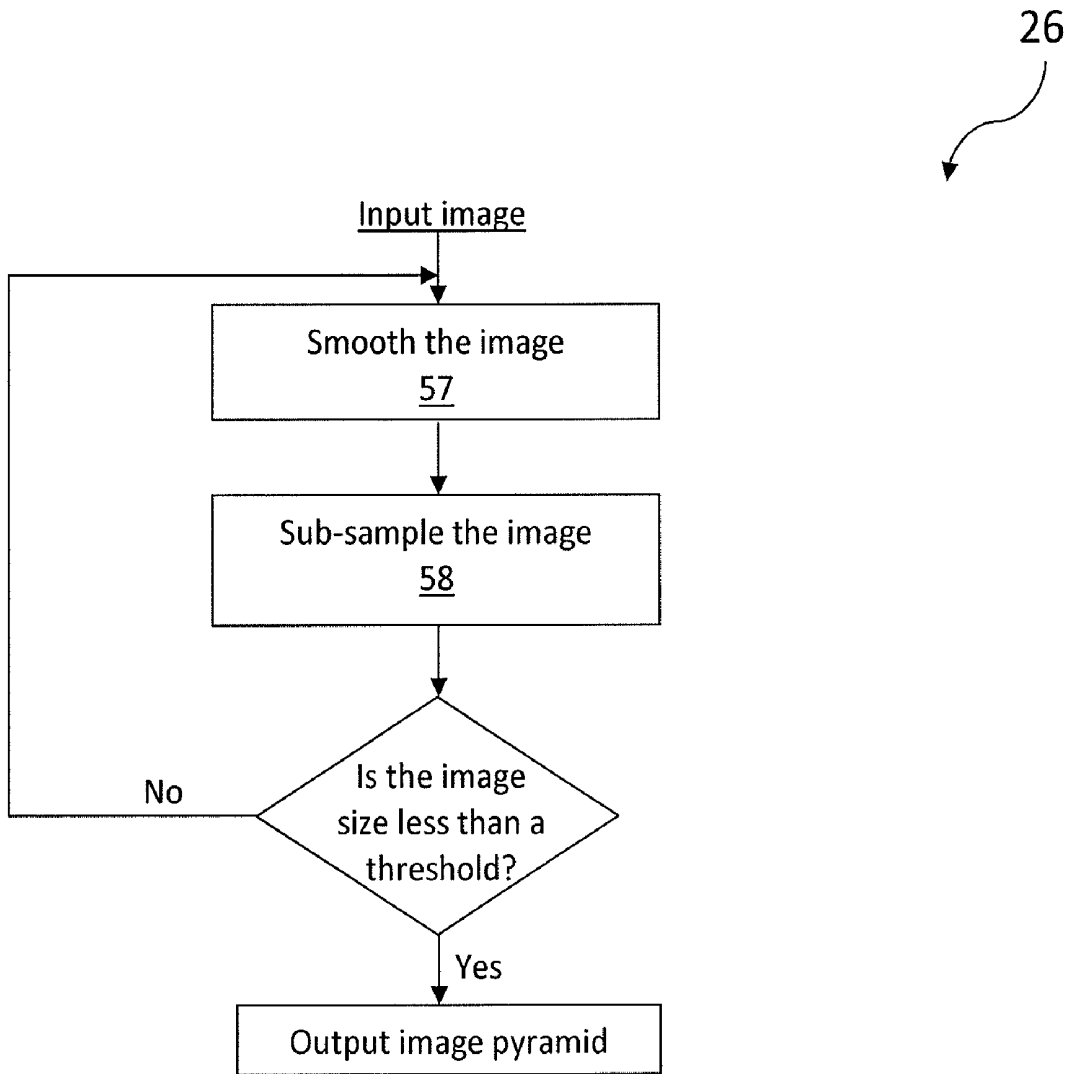 26
Input image
Smooth the image
57
Sub-sample the image
58
Is the image
size less than a
threshold?
No
Yes
Output image pyramid